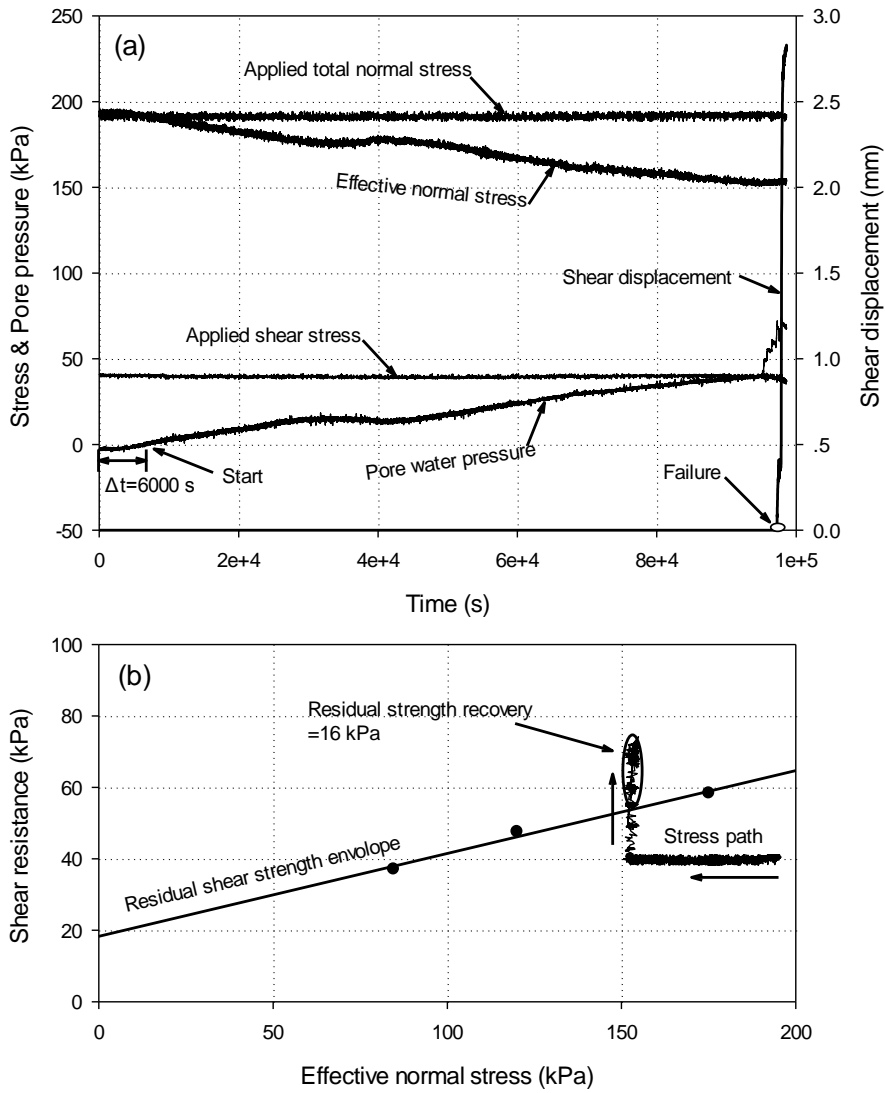 (a)
250
200
150
100
50
0
-50
Stress & Pore pressure (kPa)
3.0
2.5
2.0
1.5
1.0
0.5
0.0
Shear displacement (mm)
Applied total normal stress
Effective normal stress
Shear displacement
Applied shear stress
Pore water pressure
Start
Δt=6000 s
Failure
0
2e+4
4e+4
6e+4
8e+4
1e+5
Time (s)
(b)
100
80
60
40
20
0
Shear resistance (kPa)
Residual strength recovery
=16 kPa
Stress path
Residual shear strength envolope
0
50
100
150
200
Effective normal stress (kPa)